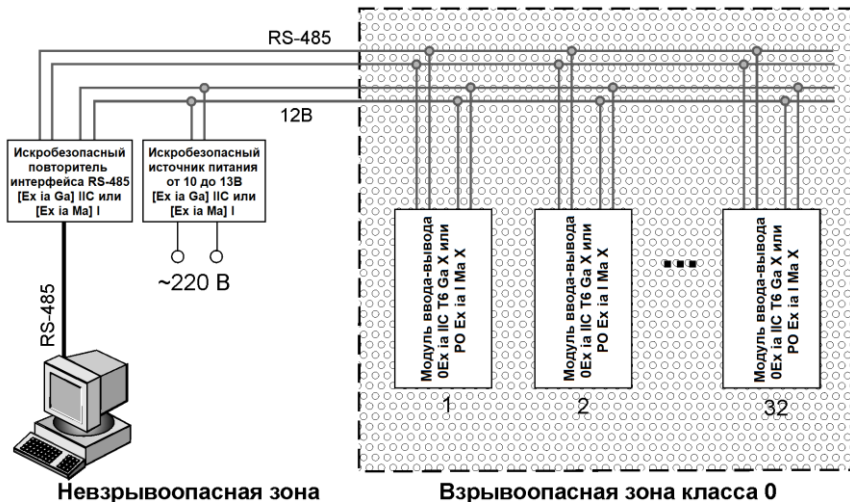 RS-485
12В
Искробезопасный
повторитель
интерфейса RS-485
[Ex ia Ga] IIC или
[Ex ia Ma] I
Искробезопасный
источник питания
от 10 до 13В
[Ex ia Ga] IIC или
[Ex ia Ma] I
~220 В
RS-485
Модуль ввода-вывода
0Ex ia IIC T6 Ga X или
PO Ex ia I Ma X
1
Модуль ввода-вывода
0Ex ia IIC T6 Ga X или
PO Ex ia I Ma X
2
Модуль ввода-вывода
0Ex ia IIC T6 Ga X или
PO Ex ia I Ma X
32
Невзрывоопасная зона
Взрывоопасная зона класса 0